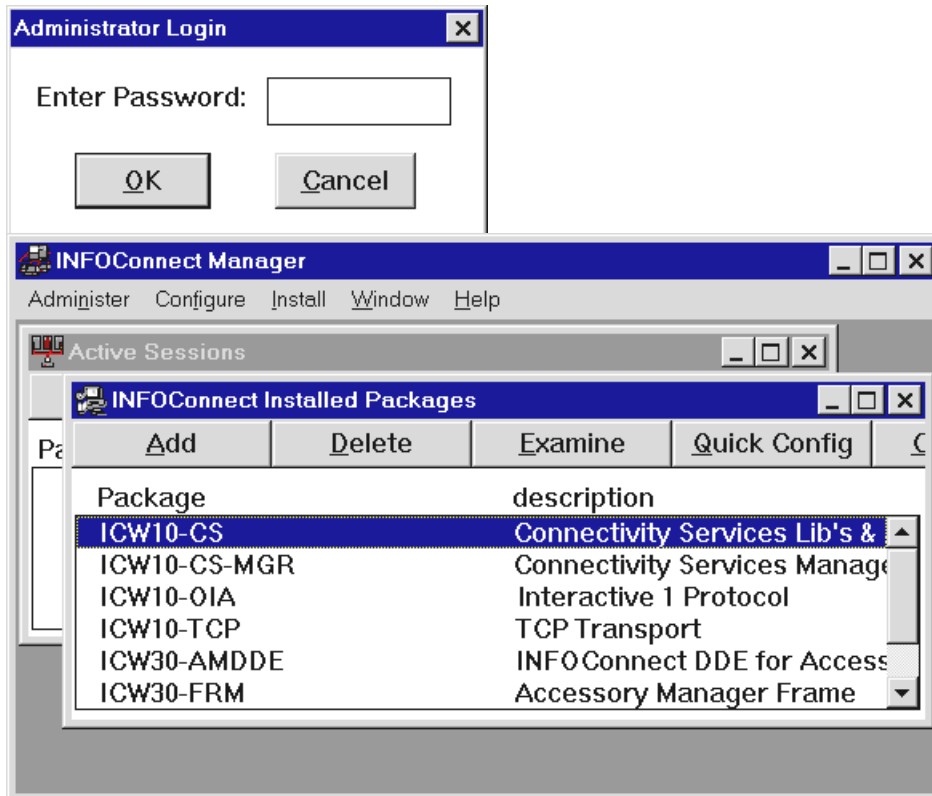 Administrator Login
Enter Password:
OK Cancel
INFOConnect Manager
Administer Configure Install Window Help
Active Sessions
INFOConnect Installed Packages
Add Delete Examine Quick Config
Package description
ICW10-CS Connectivity Services Lib's &
ICW10-CS-MGR Connectivity Services Manage
ICW10-OIA Interactive 1 Protocol
ICW10-TCP TCP Transport
ICW30-AMDDE INFOConnect DDE for Access
ICW30-FRM Accessory Manager Frame